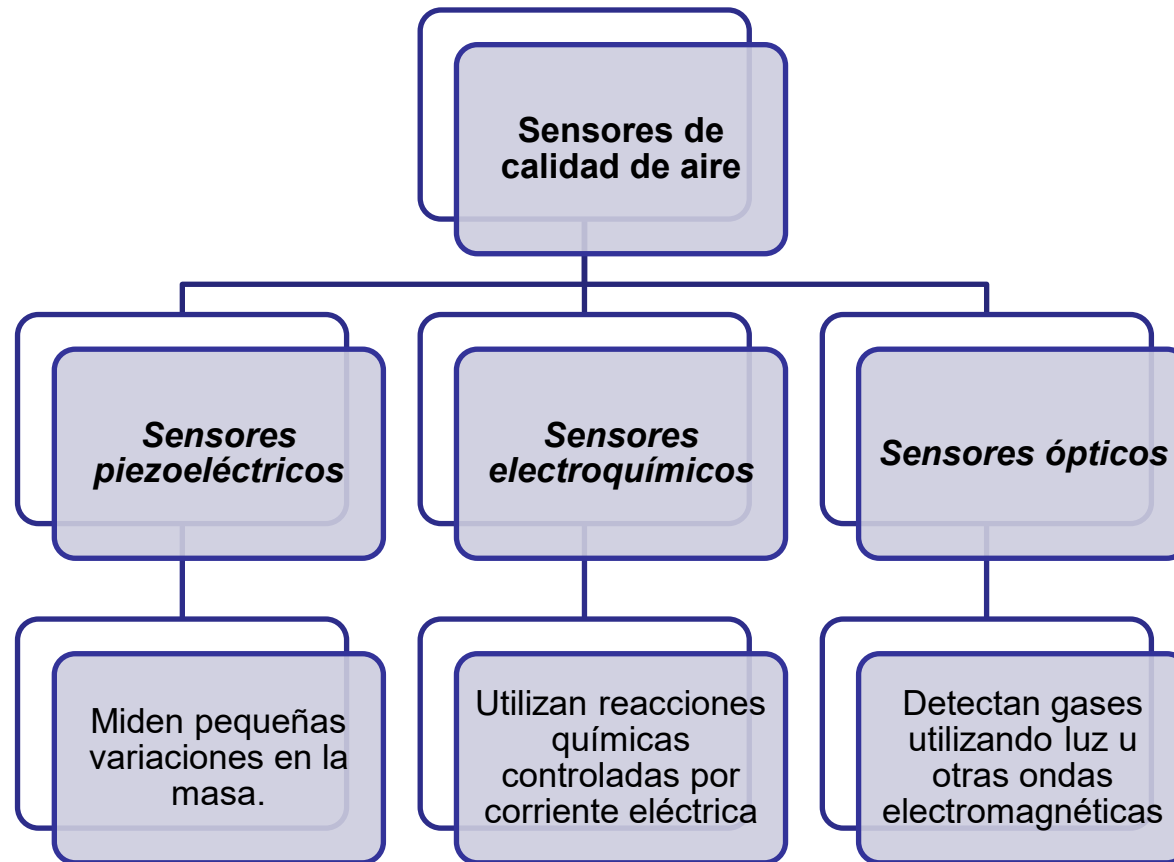 Sensores de
calidad de aire
Sensores
piezoeléctricos
Sensores
electroquímicos
Sensores ópticos
Miden pequeñas
variaciones en la
masa.
Utilizan reacciones
químicas
controladas por
corriente eléctrica
Detectan gases
utilizando luz u
otras ondas
electromagnéticas